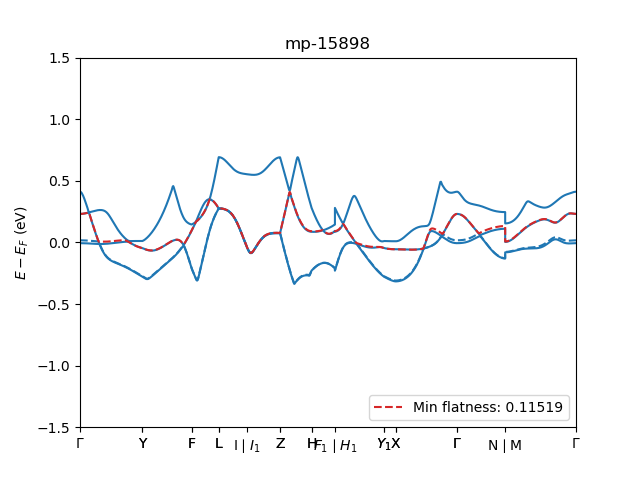 mp-15898
E − E_F (eV)
1.5
1.0
0.5
0.0
−0.5
−1.0
−1.5
Min flatness: 0.11519
Γ Y F L I | I₁ Z H F₁ | H₁ Y₁ X Γ N | M Γ